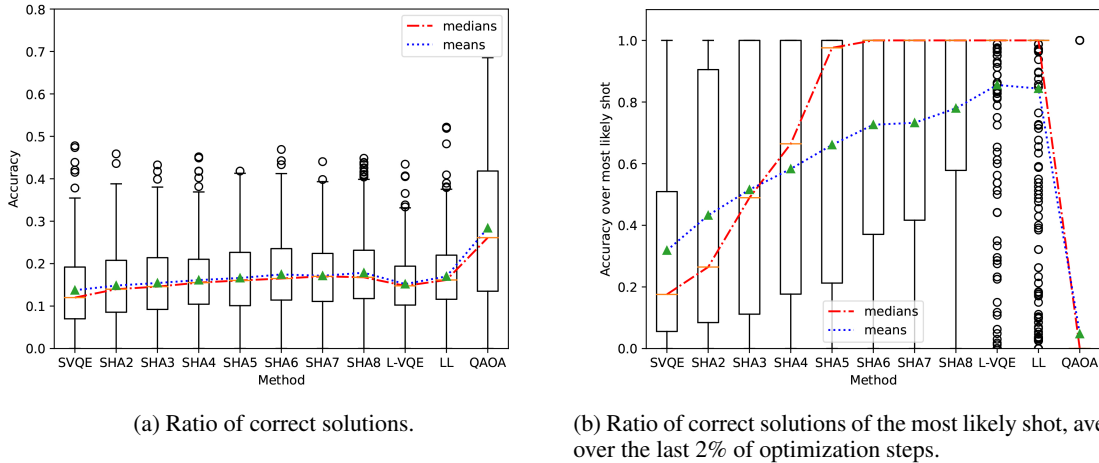 0.8
0.7
0.6
0.5
0.4
0.3
0.2
0.1
0.0
Accuracy
medians
means
SVQE SHA2 SHA3 SHA4 SHA5 SHA6 SHA7 SHA8 L-VQE LL QAOA
Method
(a) Ratio of correct solutions.
1.0
0.8
0.6
0.4
0.2
0.0
Accuracy over most likely shot
medians
means
SVQE SHA2 SHA3 SHA4 SHA5 SHA6 SHA7 SHA8 L-VQE LL QAOA
Method
(b) Ratio of correct solutions of the most likely shot, ave
over the last 2% of optimization steps.